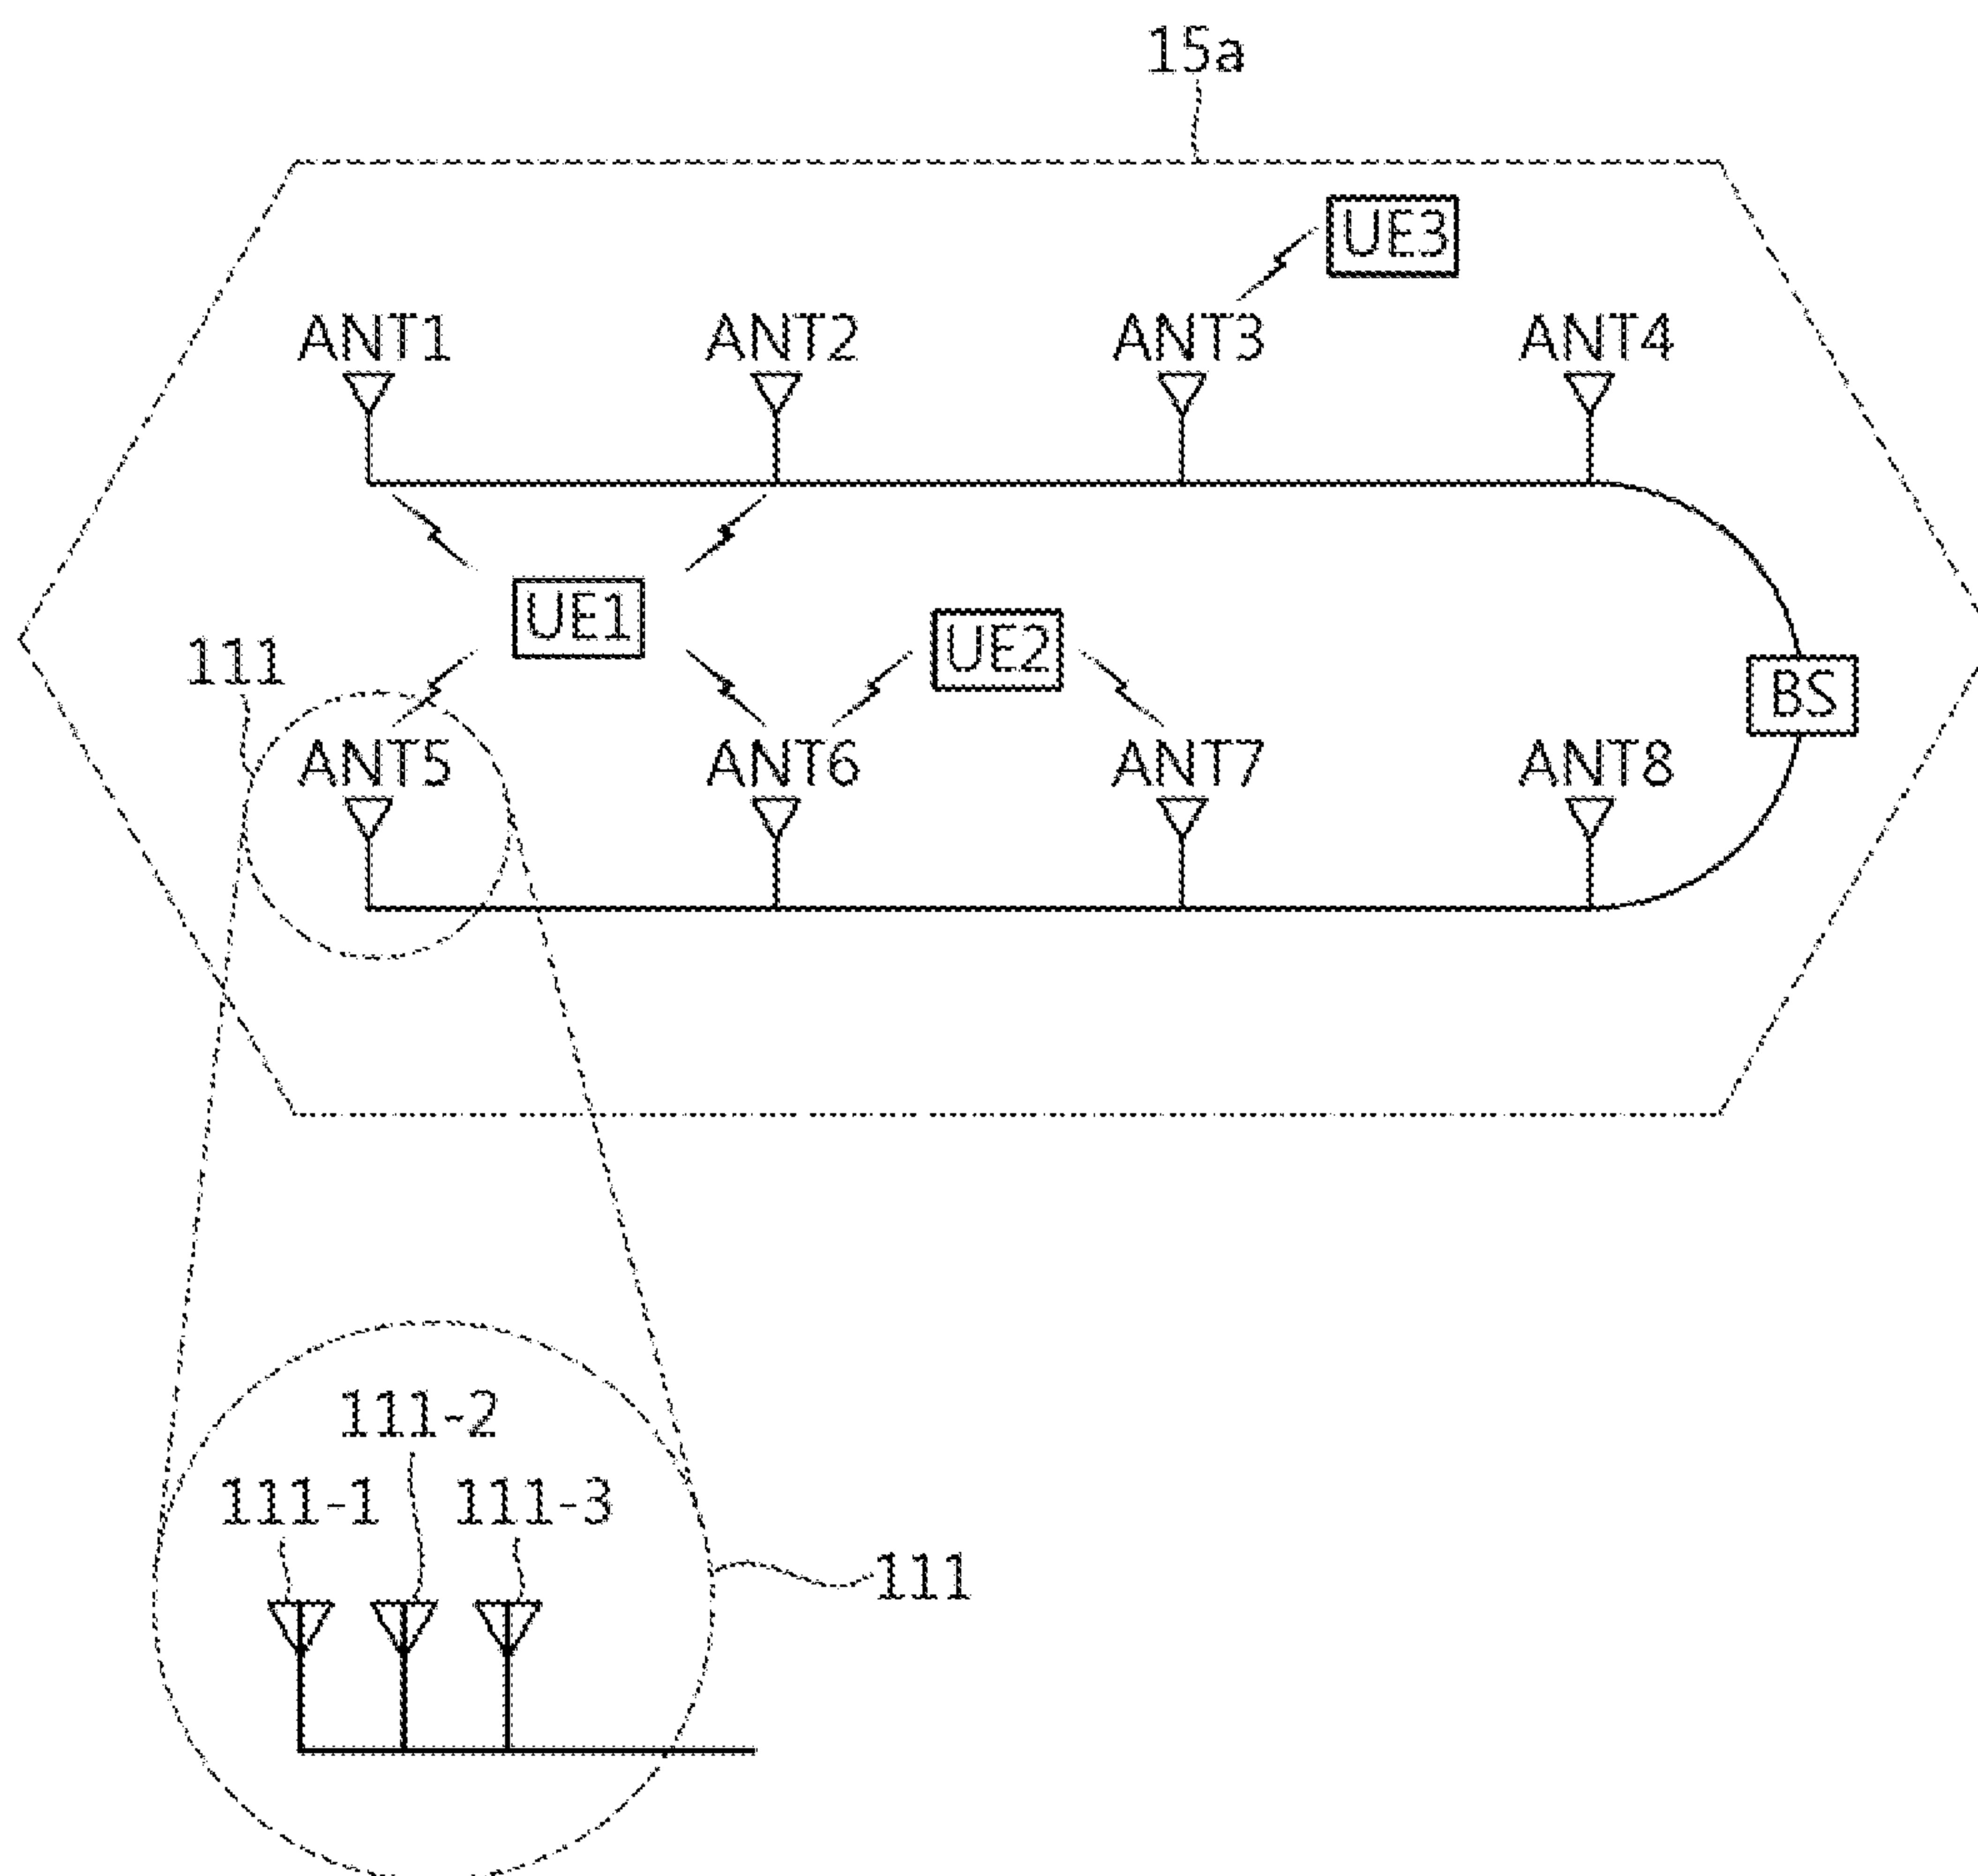 15a
UE3
ANT1 ANT2 ANT3 ANT4
UE1
UE2
111
BS
ANT5 ANT6 ANT7 ANT8
111-2
111-1 111-3
111